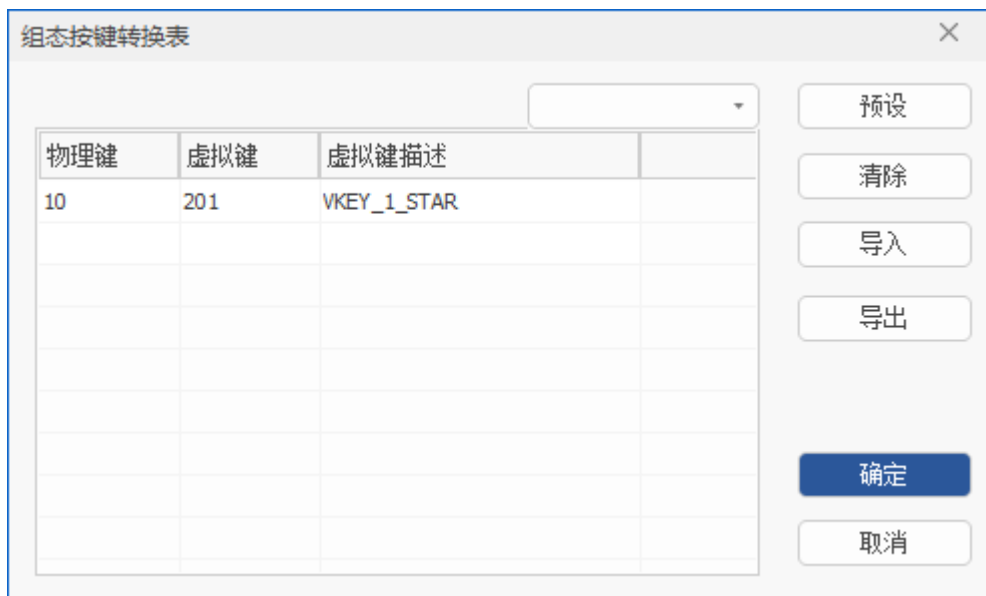 组态按键转换表
预设
物理键 虚拟键 虚拟键描述
清除
10 201 VKEY_1_STAR
导入
导出
确定
取消